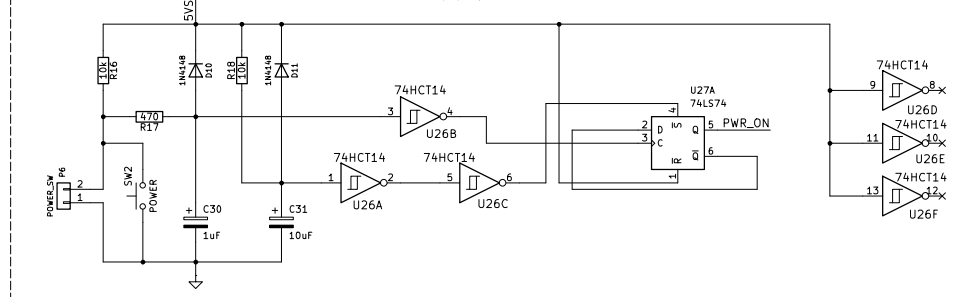 5VS
10k
R16
1N4148
D10
R18
10k
1N4148
D11
470
R17
74HCT14
3
4
U26B
U27A
74LS74
4
S
2
D
Q
5
PWR_ON
3
C
Q
6
R
1
74HCT14
1
2
U26A
74HCT14
5
6
U26C
9
8
74HCT14
U26D
74HCT14
11
10
U26E
74HCT14
13
12
U26F
POWER_SW
P6
2
1
SW2
POWER
+
C30
1uF
+
C31
10uF